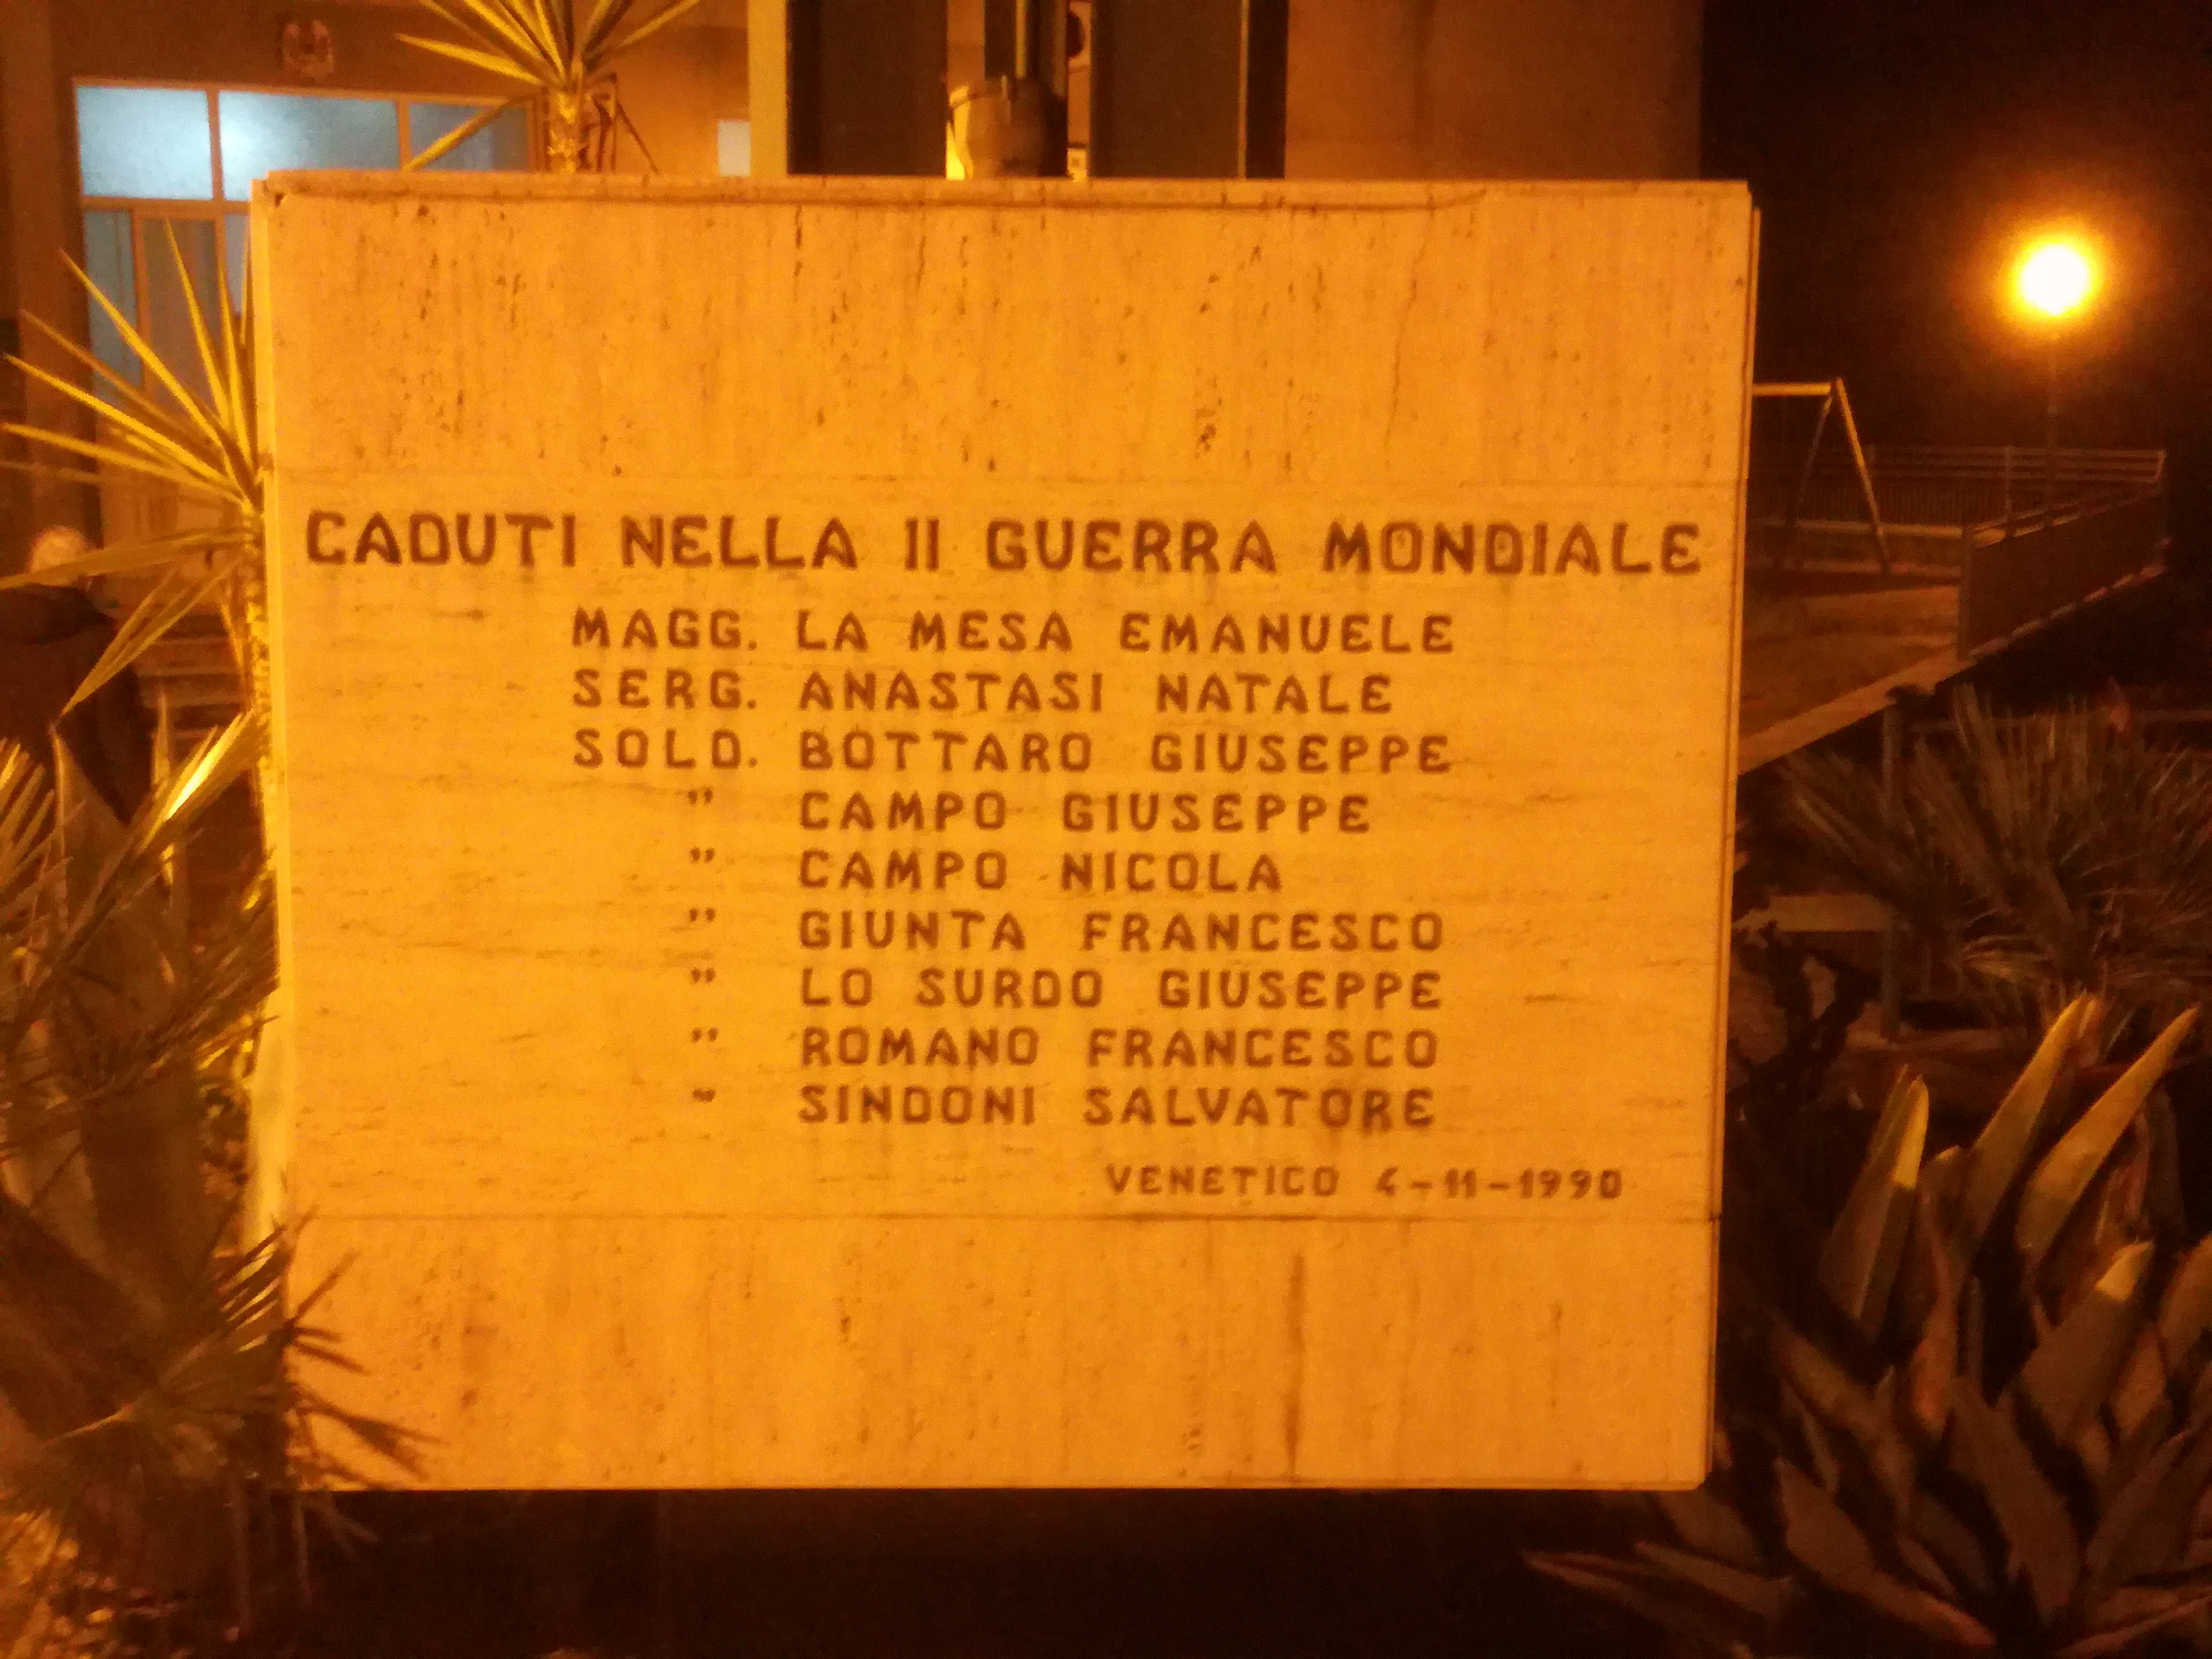 CADUTI NELLA II GUERRA MONDIALE
MAGG. LA MESA EMANUELE
SERG. ANASTASI NATALE
SOLD. BOTTARO GIUSEPPE
" CAMPO GIUSEPPE
" CAMPO NICOLA
" GIUNTA FRANCESCO
" LO SURDO GIUSEPPE
" ROMANO FRANCESCO
" SINDONI SALVATORE
VENETICO 4-11-1990